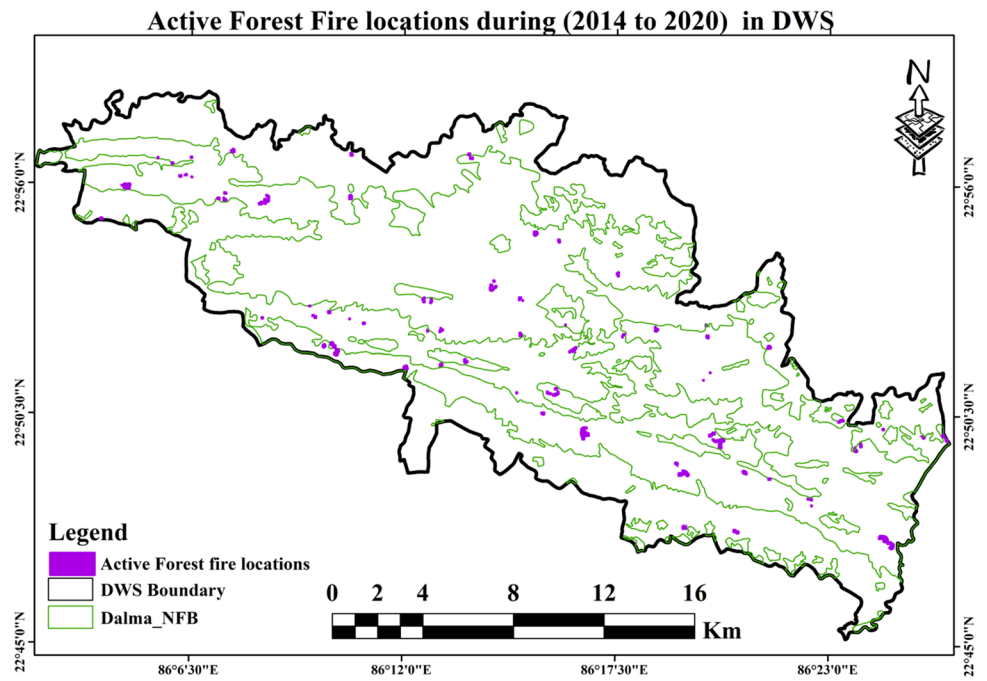 Active Forest Fire locations during (2014 to 2020) in DWS
N
22°56'0"N
22°56'0"N
22°50'30"N
22°50'30"N
Legend
Active Forest fire locations
DWS Boundary
Dalma_NFB
0 2 4 8 12 16
Km
22°45'0"N
22°45'0"N
86°6'30"E 86°12'0"E 86°17'30"E 86°23'0"E